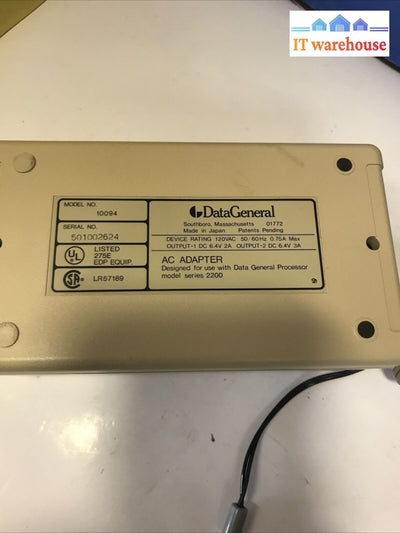 IT warehouse
MODEL NO.
10094
SERIAL NO.
501002624
UL
LISTED
275E
EDP EQUIP.
LR57189
DataGeneral
Southboro, Massachusetts 01772
Made in Japan Patents Pending
DEVICE RATING 120VAC 50/60Hz 0.75A Max
OUTPUT-1 DC 6.4V 2A OUTPUT-2 DC 6.4V 3A
AC ADAPTER
Designed for use with Data General Processor
model series 2200